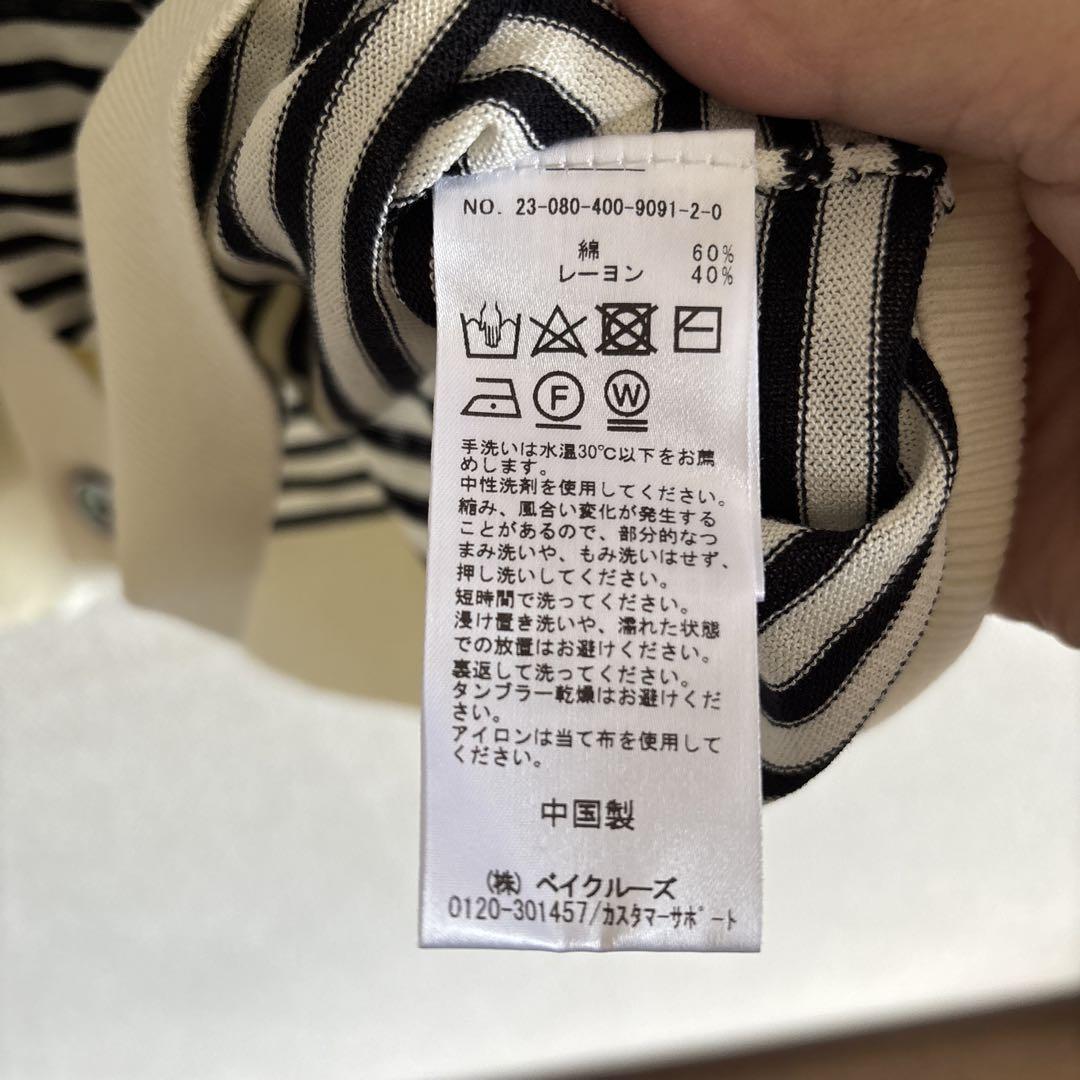 NO. 23-080-400-9091-2-0
綿 60%
レーヨン 40%
F
W
手洗いは水温30℃以下をお薦
めします。
中性洗剤を使用してください。
縮み、風合い変化が発生する
ことがあるので、部分的なつ
まみ洗いや、もみ洗いはせず、
押し洗いしてください。
短時間で洗ってください。
浸け置き洗いや、濡れた状態
での放置はお避けください。
裏返して洗ってください。
タンブラー乾燥はお避けくだ
さい。
アイロンは当て布を使用して
ください。
中国製
(株) ベイクルーズ
0120-301457/ｶｽﾀﾏｰｻﾎﾟｰﾄ